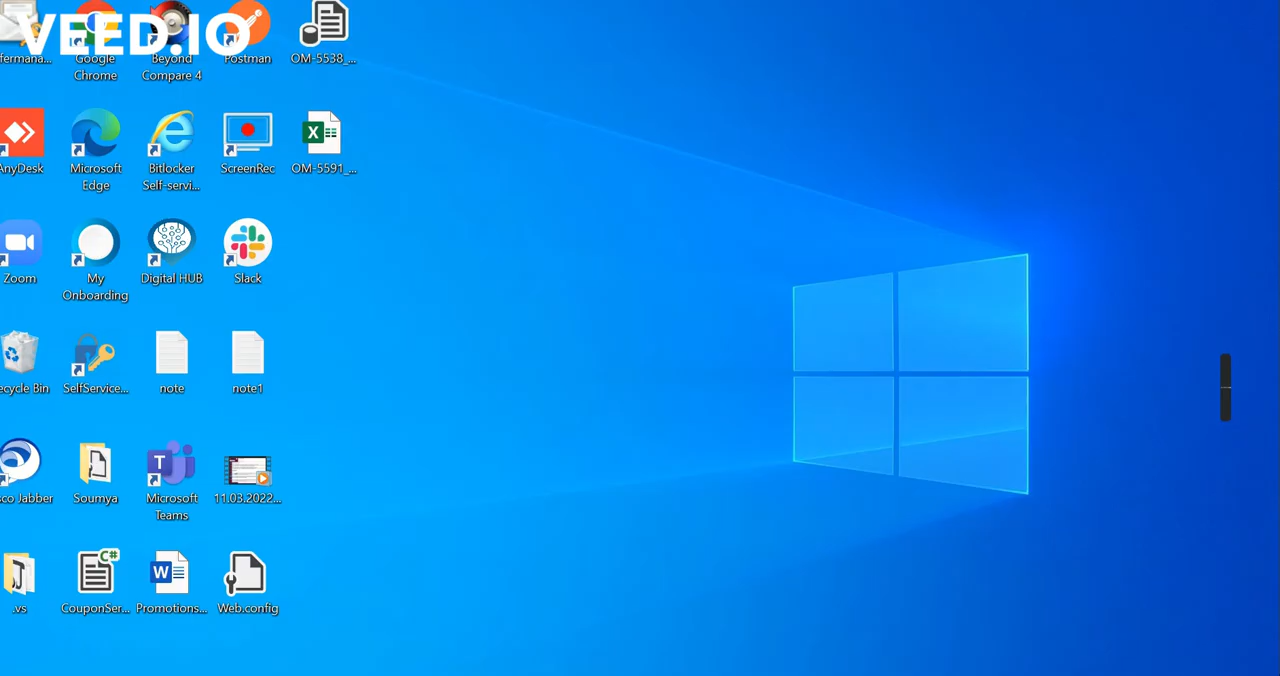 VEED.IO
fermana...
Google
Chrome
Beyond
Compare 4
Postman
OM-5538_...
AnyDesk
Microsoft
Edge
Bitlocker
Self-servi...
ScreenRec
X
OM-5591_...
Zoom
My
Onboarding
Digital HUB
Slack
ecycle Bin
SelfService...
note
note1
sco Jabber
Soumya
T
Microsoft
Teams
11.03.2022...
.vs
C#
CouponSer...
W
Promotions...
Web.config